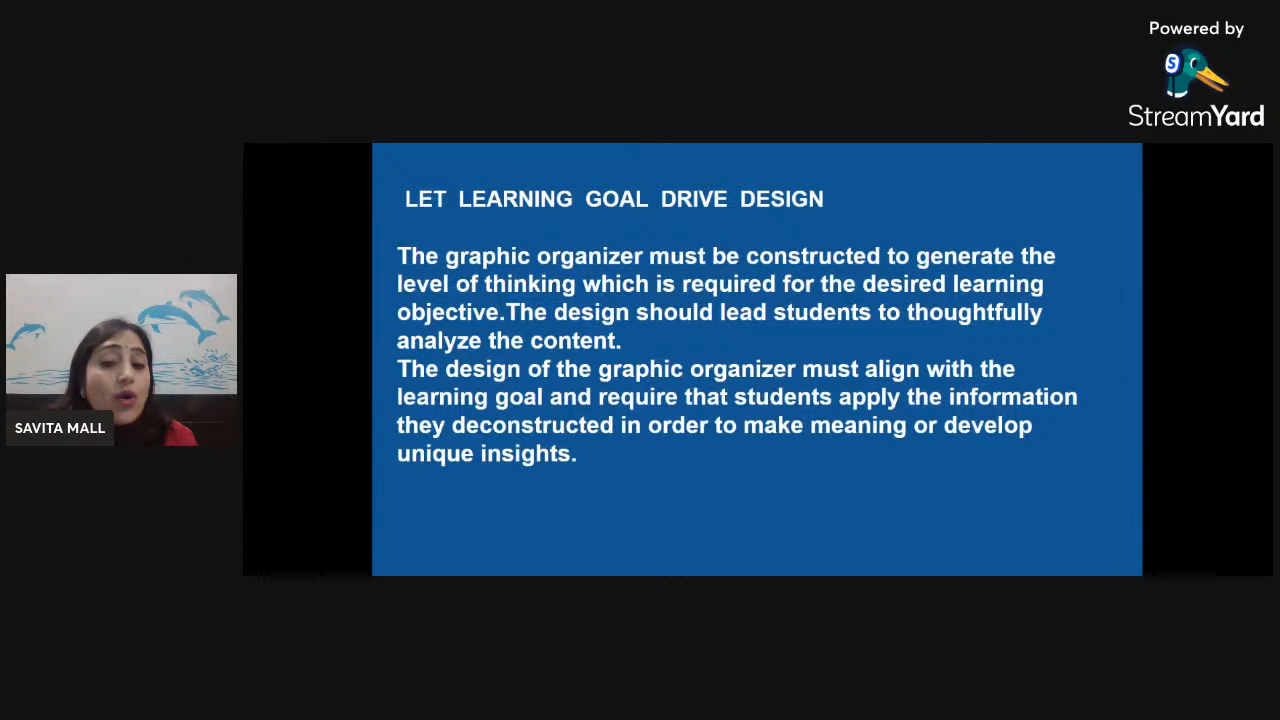 Powered by
S
StreamYard
LET LEARNING GOAL DRIVE DESIGN
The graphic organizer must be constructed to generate the
level of thinking which is required for the desired learning
objective.The design should lead students to thoughtfully
analyze the content.
The design of the graphic organizer must align with the
learning goal and require that students apply the information
they deconstructed in order to make meaning or develop
unique insights.
SAVITA MALL